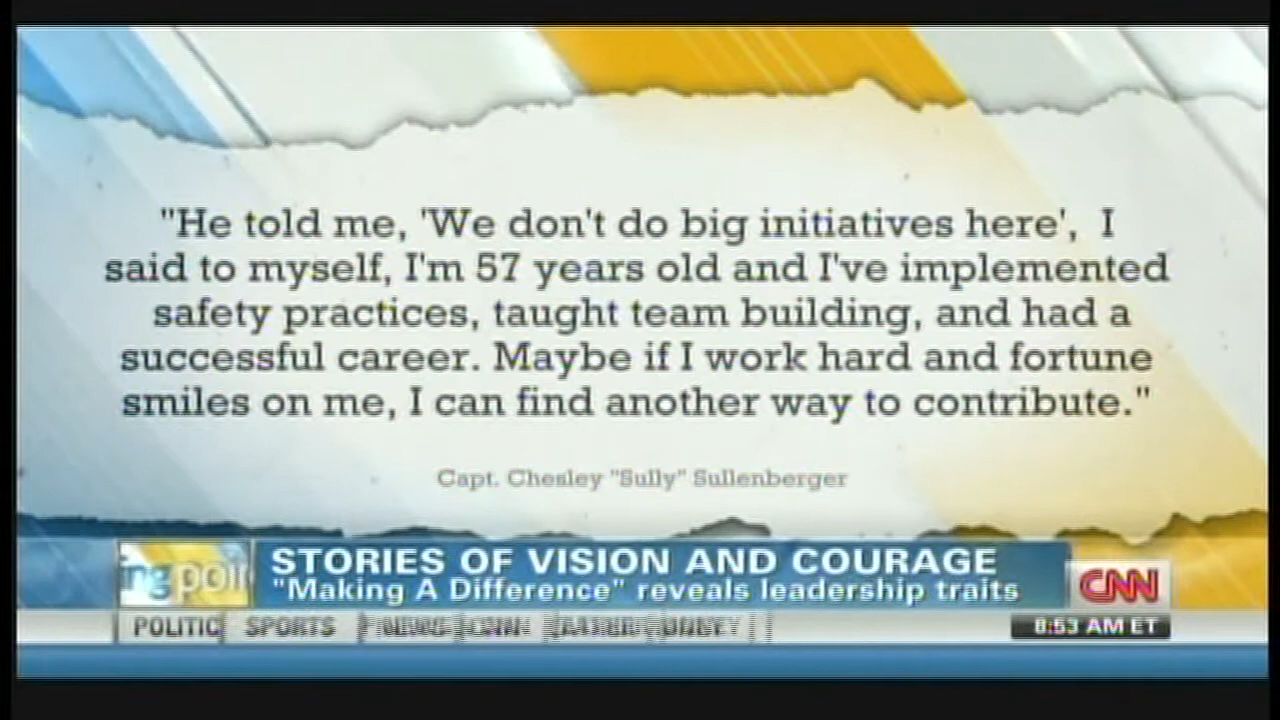 "He told me, 'We don't do big initiatives here', I
said to myself, I'm 57 years old and I've implemented
safety practices, taught team building, and had a
successful career. Maybe if I work hard and fortune
smiles on me, I can find another way to contribute."
Capt. Chesley "Sully" Sullenberger
STORIES OF VISION AND COURAGE
"Making A Difference" reveals leadership traits
ing poi
CNN
POLITIC SPORTS
8:53 AM ET